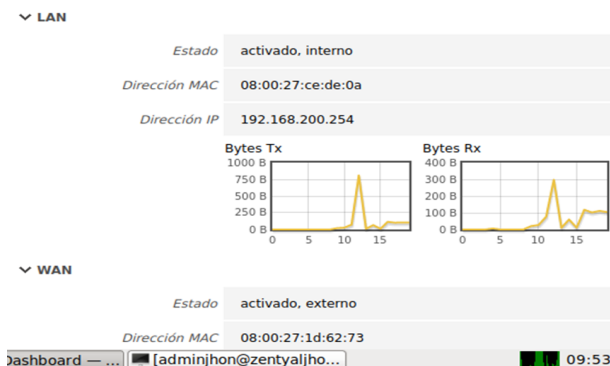 LAN
Estado activado, interno
Dirección MAC 08:00:27:ce:de:0a
Dirección IP 192.168.200.254
Bytes Tx Bytes Rx
1000 B 400 B
750 B 300 B
500 B 200 B
250 B 100 B
0 B 0 B
0 5 10 15 0 5 10 15
WAN
Estado activado, externo
Dirección MAC 08:00:27:1d:62:73
Dashboard — ... [adminjhon@zentyaljho... 09:53